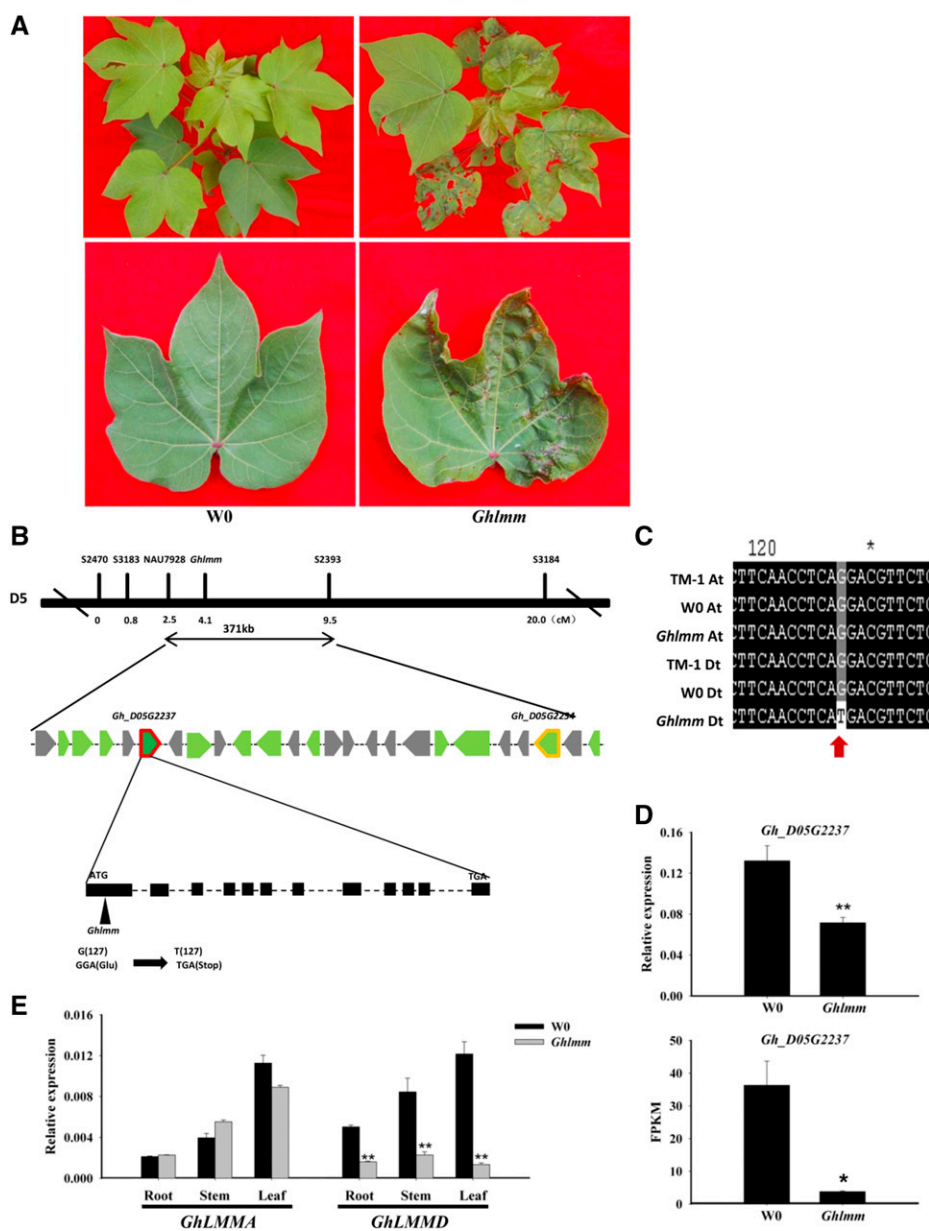 A
W0
Ghlmm
B
S2470 S3183 NAU7928 Ghlmm S2393 S3184
D5
0 0.8 2.5 4.1 9.5 20.0 (cM)
371kb
Gh_D05G2237
Gh_D05G2254
ATG
TGA
Ghlmm
G(127) T(127)
GGA(Glu) TGA(Stop)
C
120 *
TM-1 At CTTCAACCTCAGGACGTTCTC
W0 At CTTCAACCTCAGGACGTTCTC
Ghlmm At CTTCAACCTCAGGACGTTCTC
TM-1 Dt CTTCAACCTCAGGACGTTCTC
W0 Dt CTTCAACCTCAGGACGTTCTC
Ghlmm Dt CTTCAACCTCATGACGTTCTC
D
Gh_D05G2237
Relative expression
0.16
0.12
0.08
0.04
0.00
**
W0 Ghlmm
Gh_D05G2237
FPKM
50
40
30
20
10
0
*
W0 Ghlmm
E
Relative expression
0.016
0.012
0.008
0.004
0.000
W0
Ghlmm
** ** **
Root Stem Leaf Root Stem Leaf
GhLMMA GhLMMD